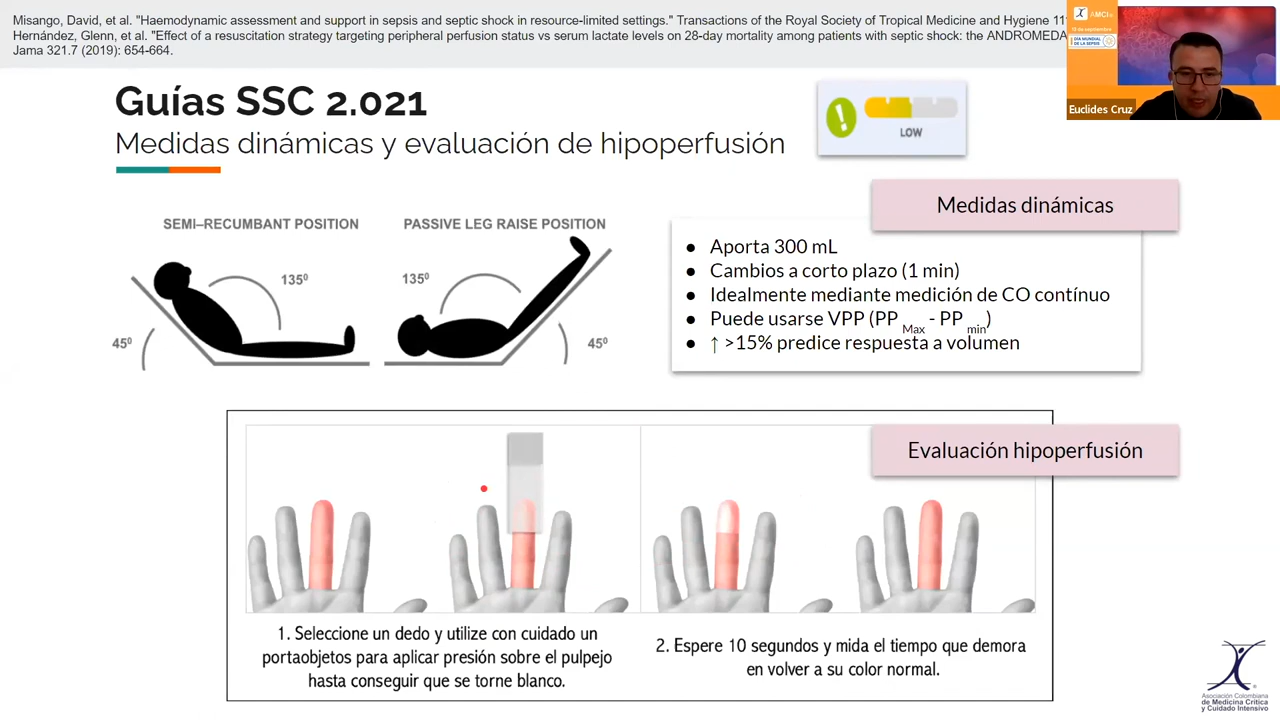 Misango, David, et al. "Haemodynamic assessment and support in sepsis and septic shock in resource-limited settings." Transactions of the Royal Society of Tropical Medicine and Hygiene
Hernández, Glenn, et al. "Effect of a resuscitation strategy targeting peripheral perfusion status vs serum lactate levels on 28-day mortality among patients with septic shock: the ANDROMEDA
Jama 321.7 (2019): 654-664.
AMCI
DÍA MUNDIAL
DE LA SEPSIS
Euclides Cruz
Guías SSC 2.021
Medidas dinámicas y evaluación de hipoperfusión
LOW
SEMI–RECUMBANT POSITION
PASSIVE LEG RAISE POSITION
135⁰
45⁰
135⁰
45⁰
Medidas dinámicas
● Aporta 300 mL
● Cambios a corto plazo (1 min)
● Idealmente mediante medición de CO contínuo
● Puede usarse VPP (PP Max - PP min)
● ↑ >15% predice respuesta a volumen
Evaluación hipoperfusión
1. Seleccione un dedo y utilize con cuidado un
portaobjetos para aplicar presión sobre el pulpejo
hasta conseguir que se torne blanco.
2. Espere 10 segundos y mida el tiempo que demora
en volver a su color normal.
Asociación Colombiana
de Medicina Crítica
y Cuidado Intensivo